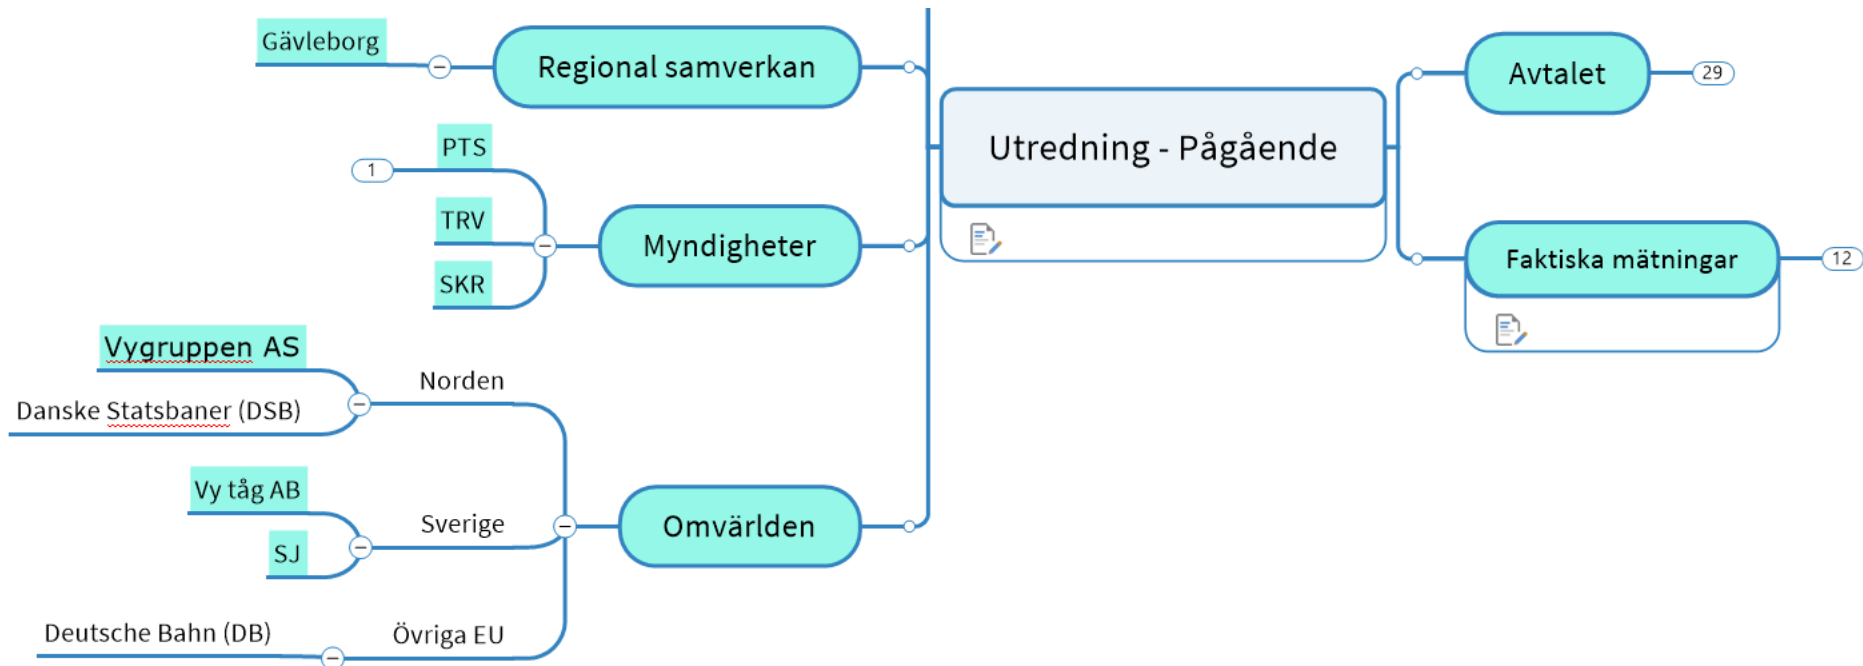 Gävleborg
Regional samverkan
PTS
1
TRV
SKR
Myndigheter
Vygruppen AS
Danske Statsbaner (DSB)
Norden
Vy tåg AB
SJ
Sverige
Deutsche Bahn (DB)
Övriga EU
Omvärlden
Utredning - Pågående
Avtalet
29
Faktiska mätningar
12